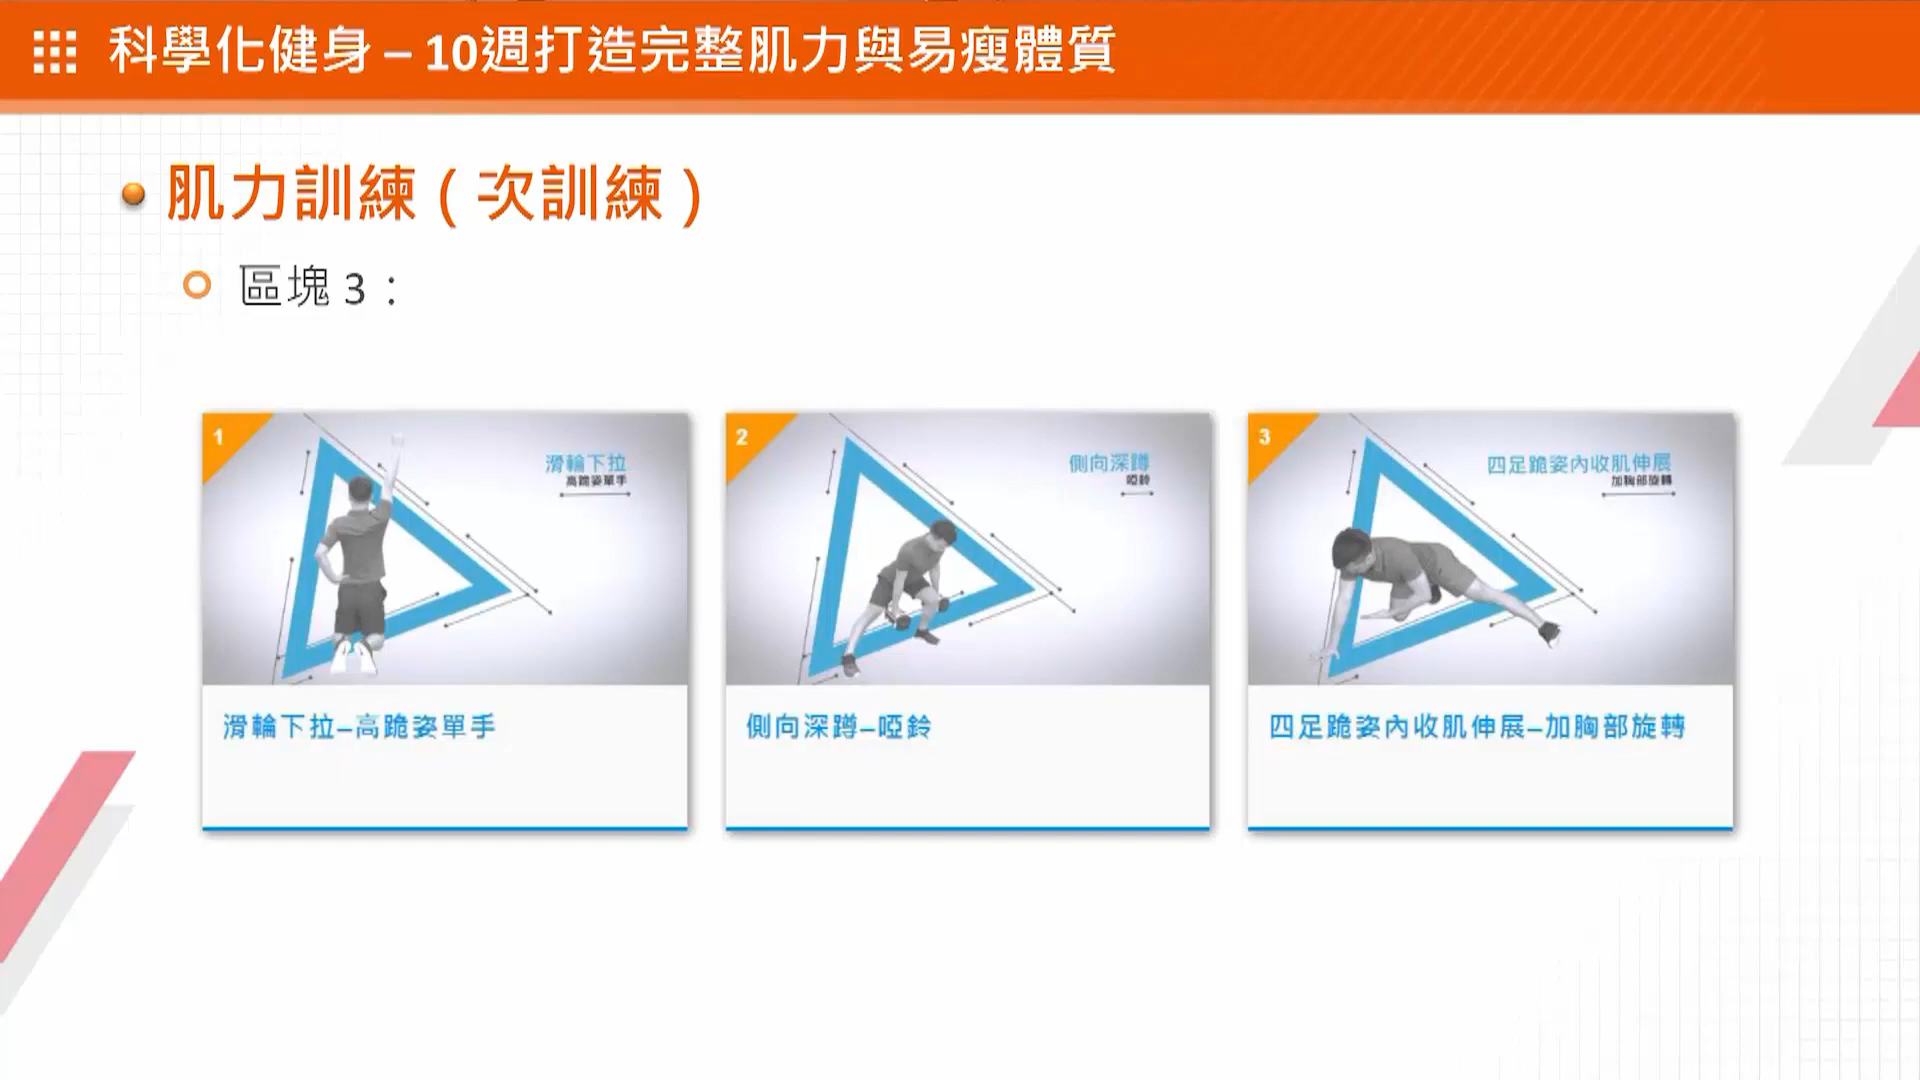 科學化健身 – 10週打造完整肌力與易瘦體質
肌力訓練（次訓練）
區塊 3：
1
滑輪下拉
高跪姿單手
滑輪下拉–高跪姿單手
2
側向深蹲
啞鈴
側向深蹲–啞鈴
3
四足跪姿內收肌伸展
加胸部旋轉
四足跪姿內收肌伸展–加胸部旋轉